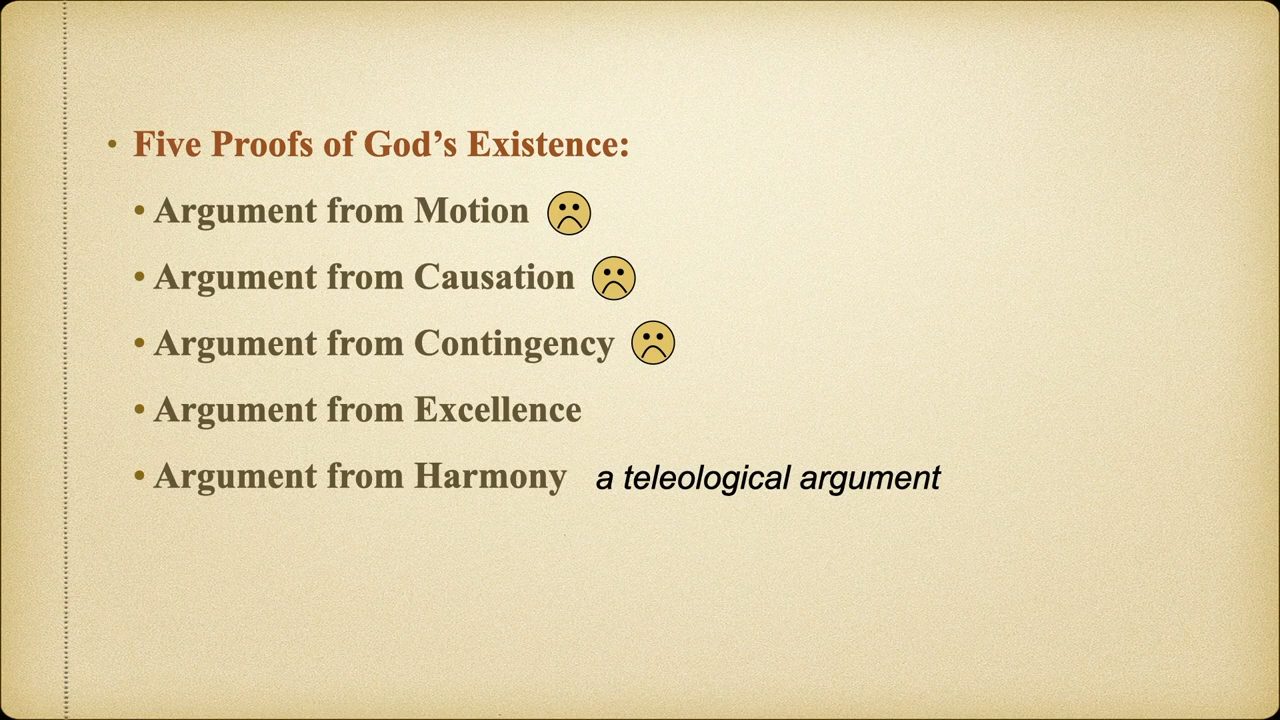 • Five Proofs of God’s Existence:
• Argument from Motion
• Argument from Causation
• Argument from Contingency
• Argument from Excellence
• Argument from Harmony a teleological argument